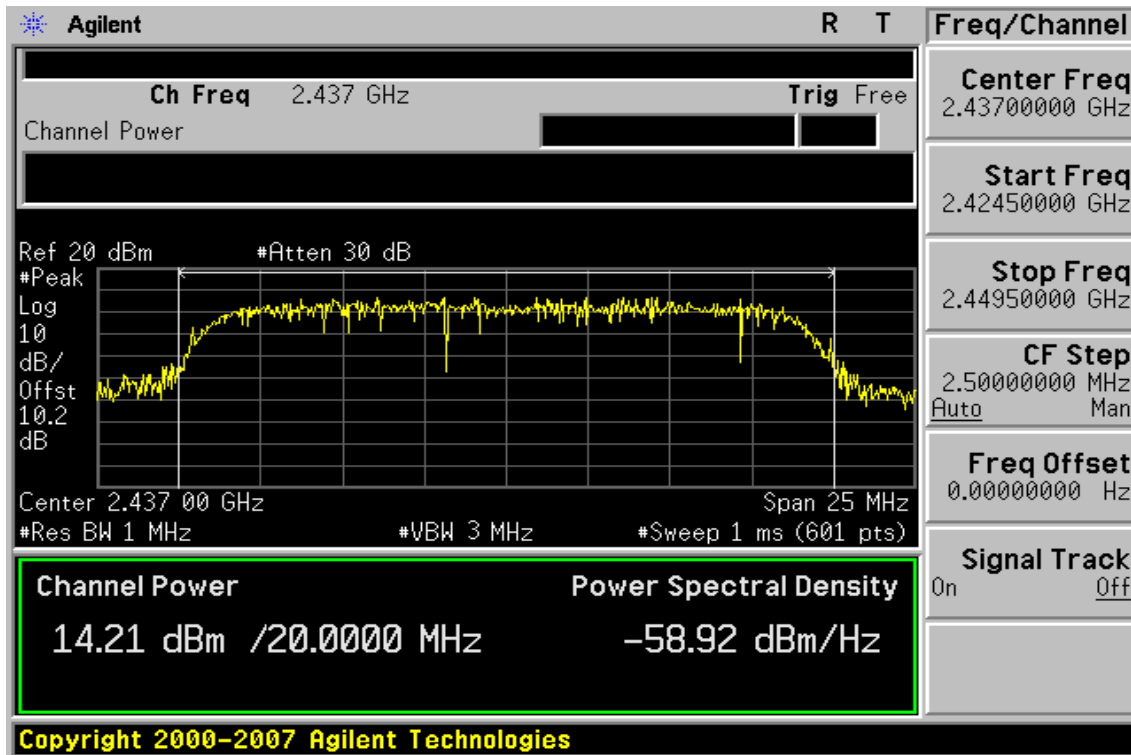 Agilent R T Freq/Channel
Ch Freq 2.437 GHz Trig Free
Channel Power
Center Freq
2.43700000 GHz
Start Freq
2.42450000 GHz
Ref 20 dBm #Atten 30 dB
#Peak
Log
10
dB/
Offst
10.2
dB
Stop Freq
2.44950000 GHz
CF Step
2.50000000 MHz
Auto Man
Freq Offset
0.00000000 Hz
Center 2.437 00 GHz Span 25 MHz
#Res BW 1 MHz #VBW 3 MHz #Sweep 1 ms (601 pts)
Signal Track
On Off
Channel Power Power Spectral Density
14.21 dBm /20.0000 MHz -58.92 dBm/Hz
Copyright 2000-2007 Agilent Technologies